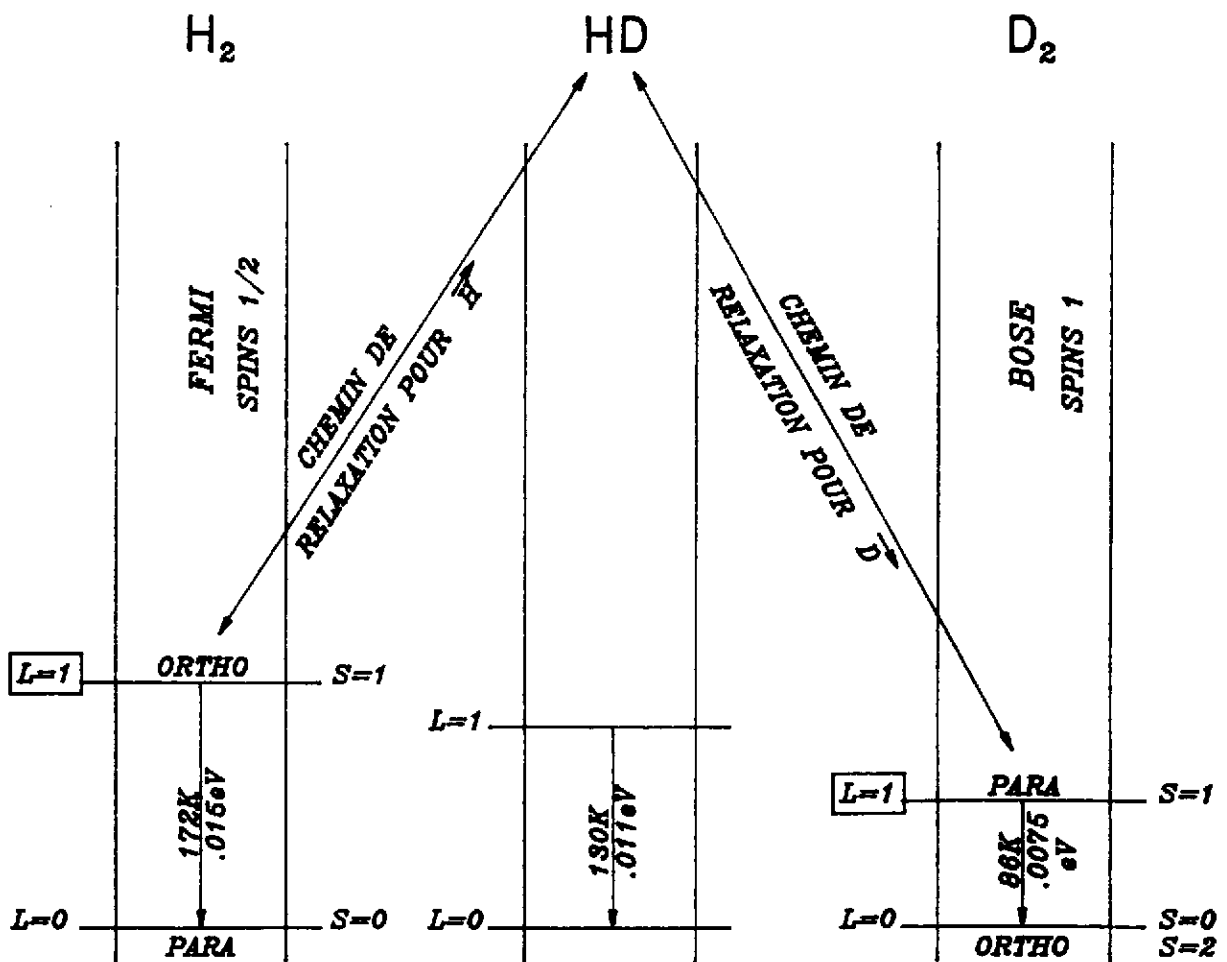 H₂
HD
D₂
FERMI
SPINS 1/2
CHEMIN DE
RELAXATION POUR H⃗
CHEMIN DE
RELAXATION POUR D⃗
BOSE
SPINS 1
L=1
ORTHO
S=1
172K
.015eV
L=0
S=0
PARA
L=1
130K
.011eV
L=0
L=1
PARA
S=1
86K
.0075
eV
L=0
S=0
ORTHO
S=2